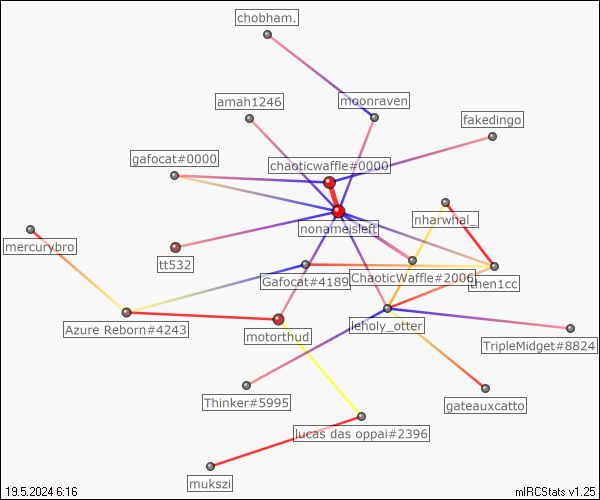 chobham.
amah1246
moonraven
fakedingo
gafocat#0000
chaoticwaffle#0000
nharwhal_
nonameisleft
mercurybro
tt532
Gafocat#4189
ChaoticWaffle#2006
then1cc
Azure Reborn#4243
motorthud
leholy_otter
TripleMidget#8824
Thinker#5995
gateauxcatto
lucas das oppai#2396
mukszi
19.5.2024 6:16
mIRCStats v1.25